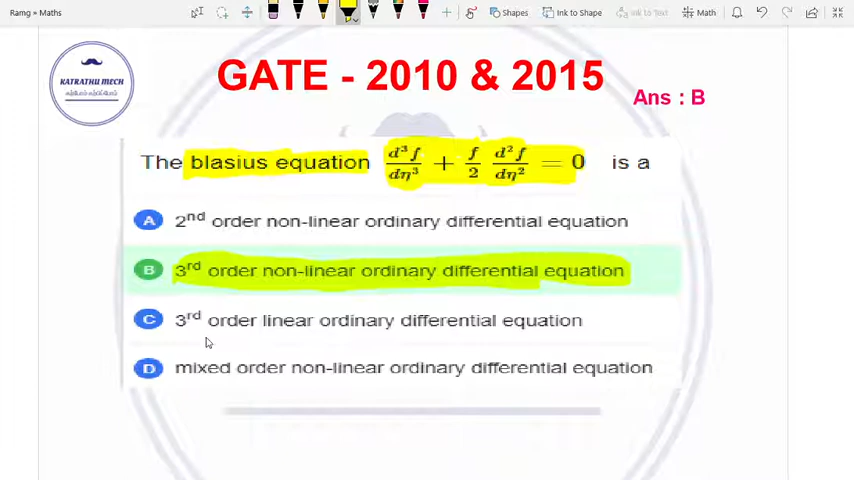 Ramg » Maths
Shapes
Ink to Shape
Ink to Text
Math
KATRATHU MECH
GATE - 2010 & 2015
Ans : B
The blasius equation d³f/dη³ + f/2 d²f/dη² = 0 is a
A 2nd order non-linear ordinary differential equation
B 3rd order non-linear ordinary differential equation
C 3rd order linear ordinary differential equation
D mixed order non-linear ordinary differential equation